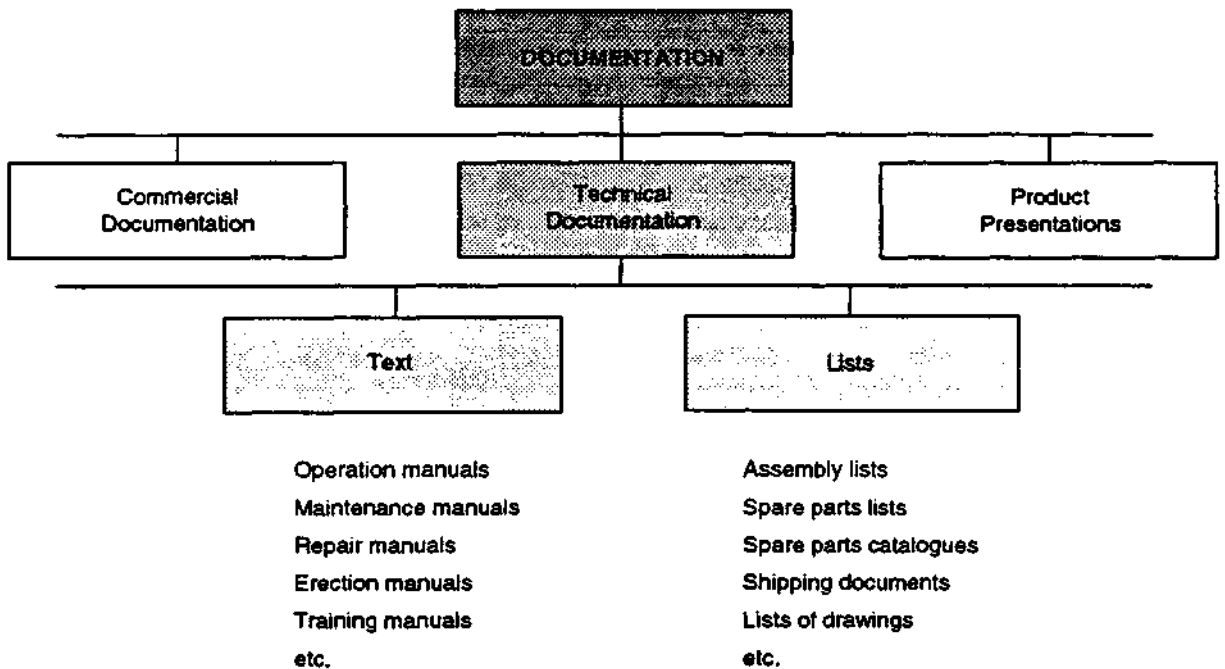 DOCUMENTATION
Commercial
Documentation
Technical
Documentation
Product
Presentations
Text
Lists
Operation manuals
Maintenance manuals
Repair manuals
Erection manuals
Training manuals
etc.
Assembly lists
Spare parts lists
Spare parts catalogues
Shipping documents
Lists of drawings
etc.